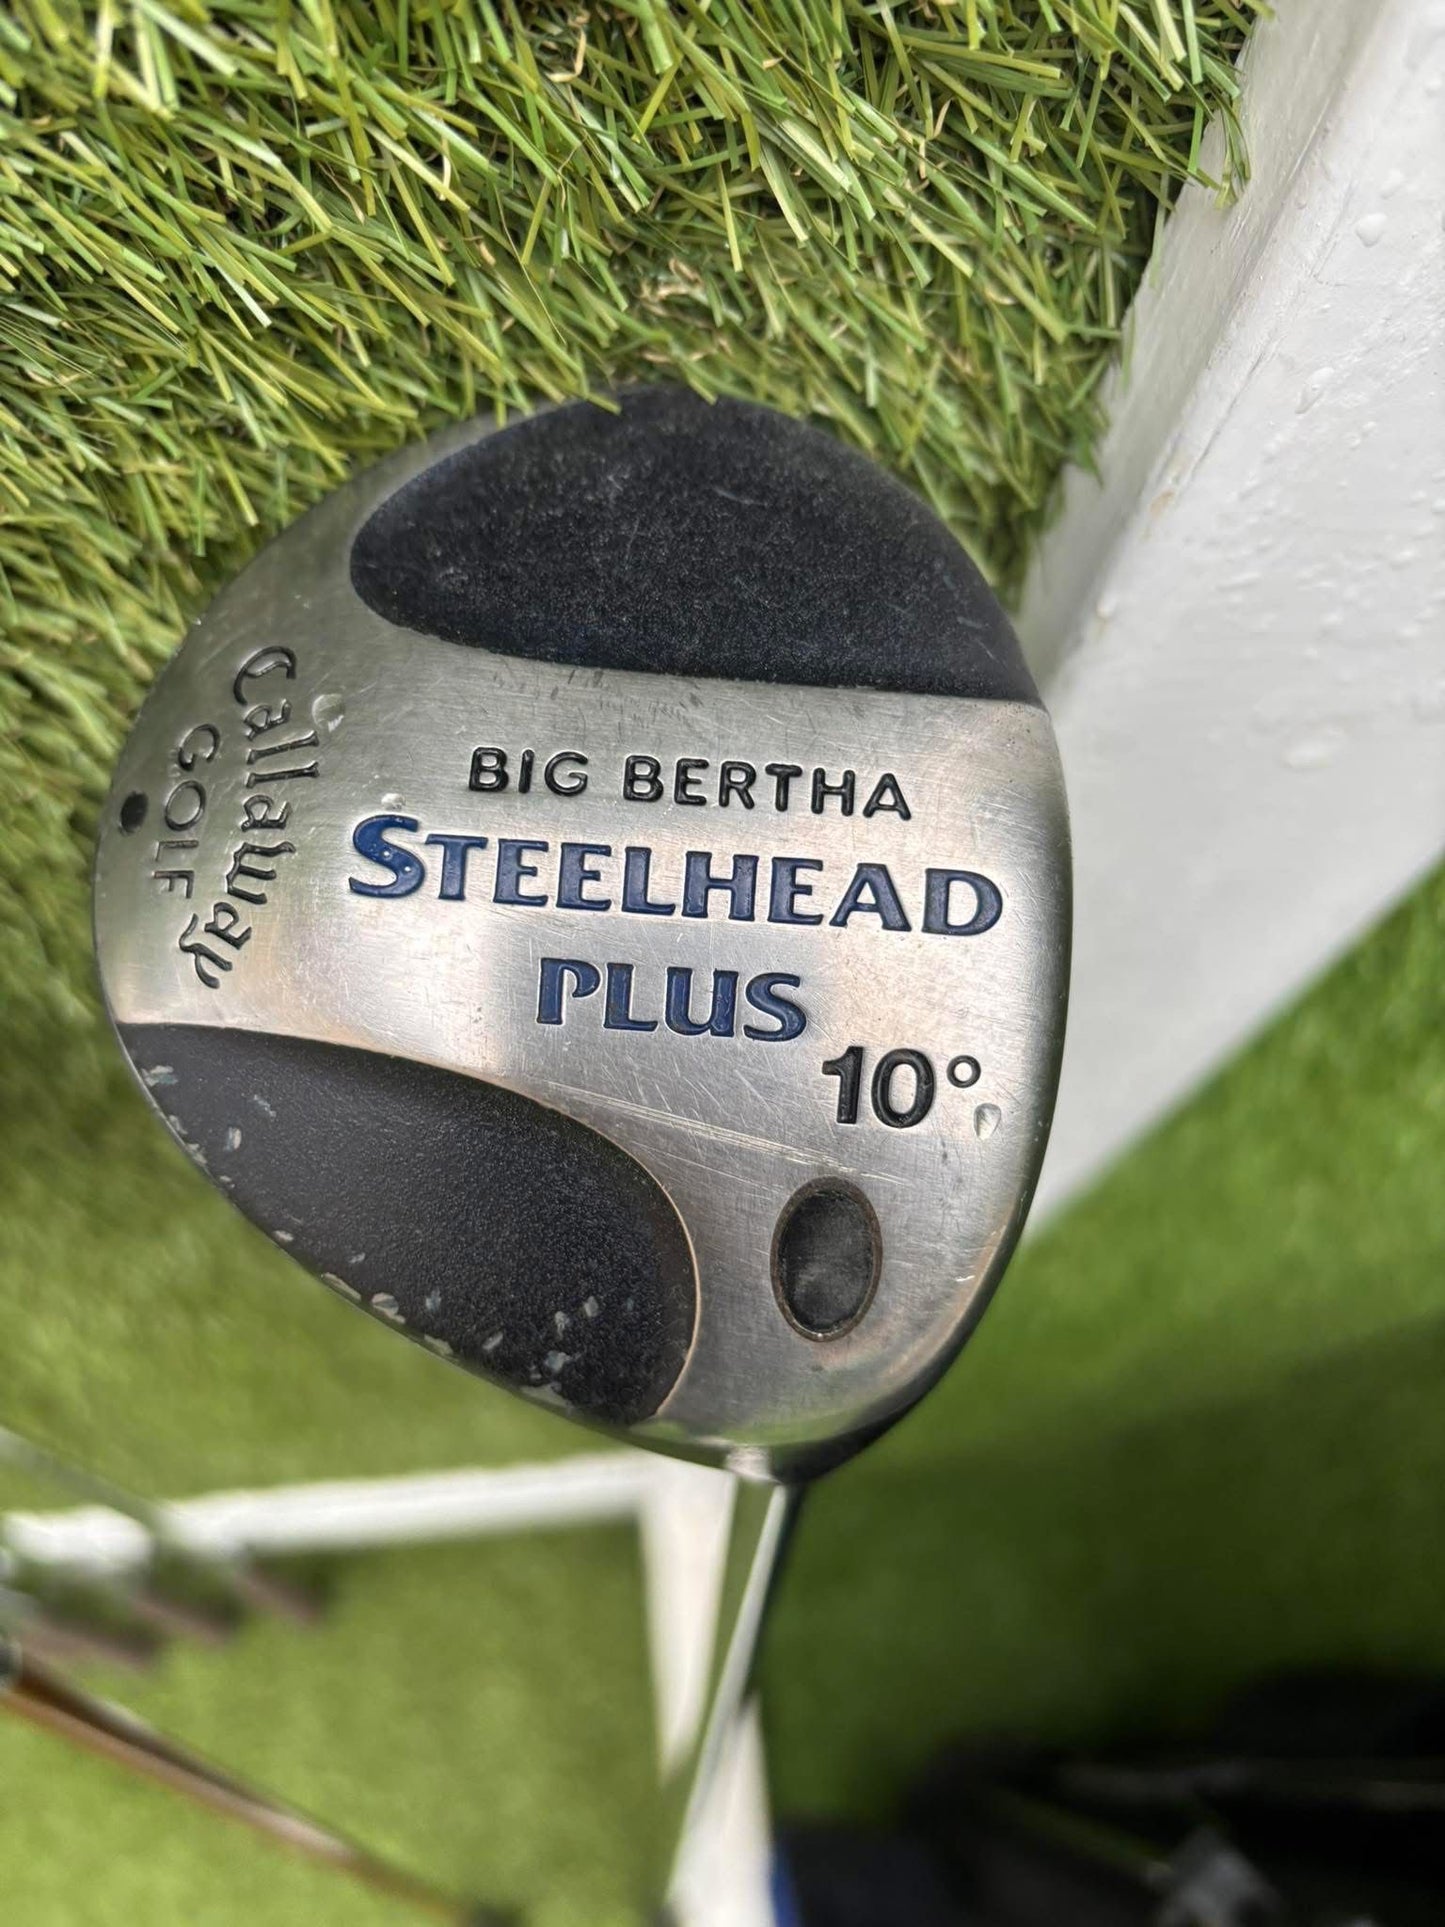 BIG BERTHA
STEELHEAD
PLUS
10°
Callaway
GOLF